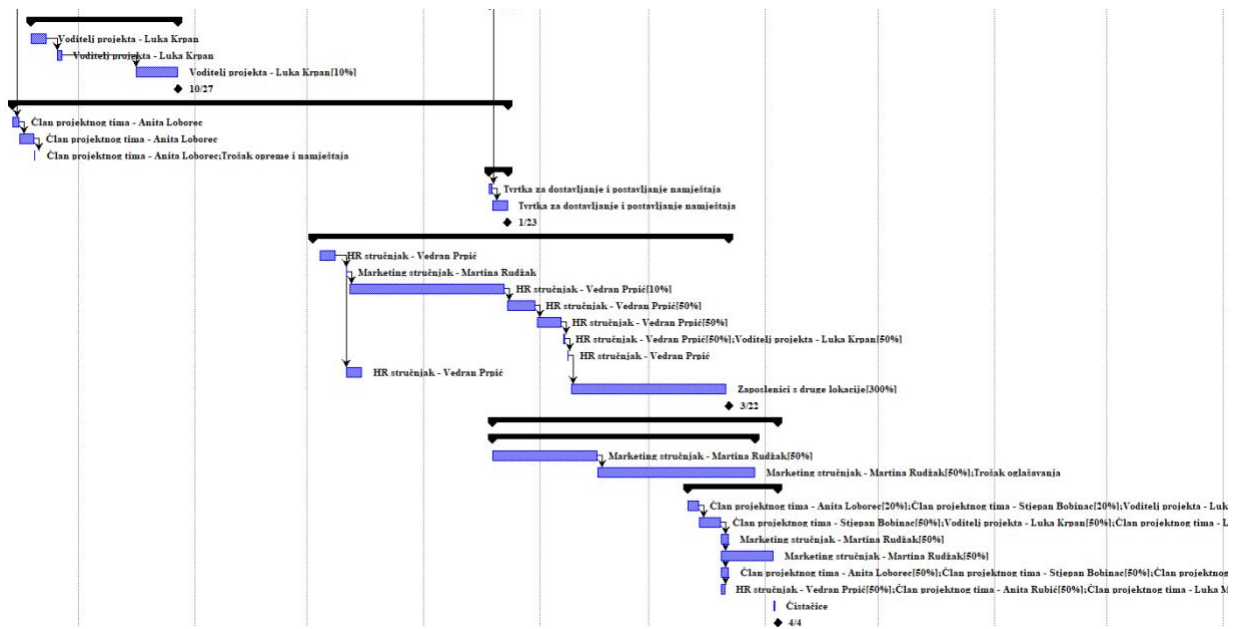 Voditelj projekta - Luka Krpan
Voditelj projekta - Luka Krpan
Voditelj projekta - Luka Krpan[10%]
10/27
Član projektnog tima - Anita Loborec
Član projektnog tima - Anita Loborec
Član projektnog tima - Anita Loborec;Trošak opreme i namještaja
Tvrtka za dostavljanje i postavljanje namještaja
Tvrtka za dostavljanje i postavljanje namještaja
1/23
HR stručnjak - Vedran Prpić
Marketing stručnjak - Martina Rudžak
HR stručnjak - Vedran Prpić[10%]
HR stručnjak - Vedran Prpić[50%]
HR stručnjak - Vedran Prpić[50%]
HR stručnjak - Vedran Prpić[50%];Voditelj projekta - Luka Krpan[50%]
HR stručnjak - Vedran Prpić
HR stručnjak - Vedran Prpić
Zaposlenici s druge lokacije[300%]
3/22
Marketing stručnjak - Martina Rudžak[50%]
Marketing stručnjak - Martina Rudžak[50%];Trošak oglašavanja
Član projektnog tima - Anita Loborec[20%];Član projektnog tima - Stjepan Bobinac[20%];Voditelj projekta - Luk
Član projektnog tima - Stjepan Bobinac[50%];Voditelj projekta - Luka Krpan[50%];Član projektnog tima - L
Marketing stručnjak - Martina Rudžak[50%]
Marketing stručnjak - Martina Rudžak[50%]
Član projektnog tima - Anita Loborec[50%];Član projektnog tima - Stjepan Bobinac[50%];Član projektnog
HR stručnjak - Vedran Prpić[50%];Član projektnog tima - Anita Rubić[50%];Član projektnog tima - Luka M
Čistačice
4/4